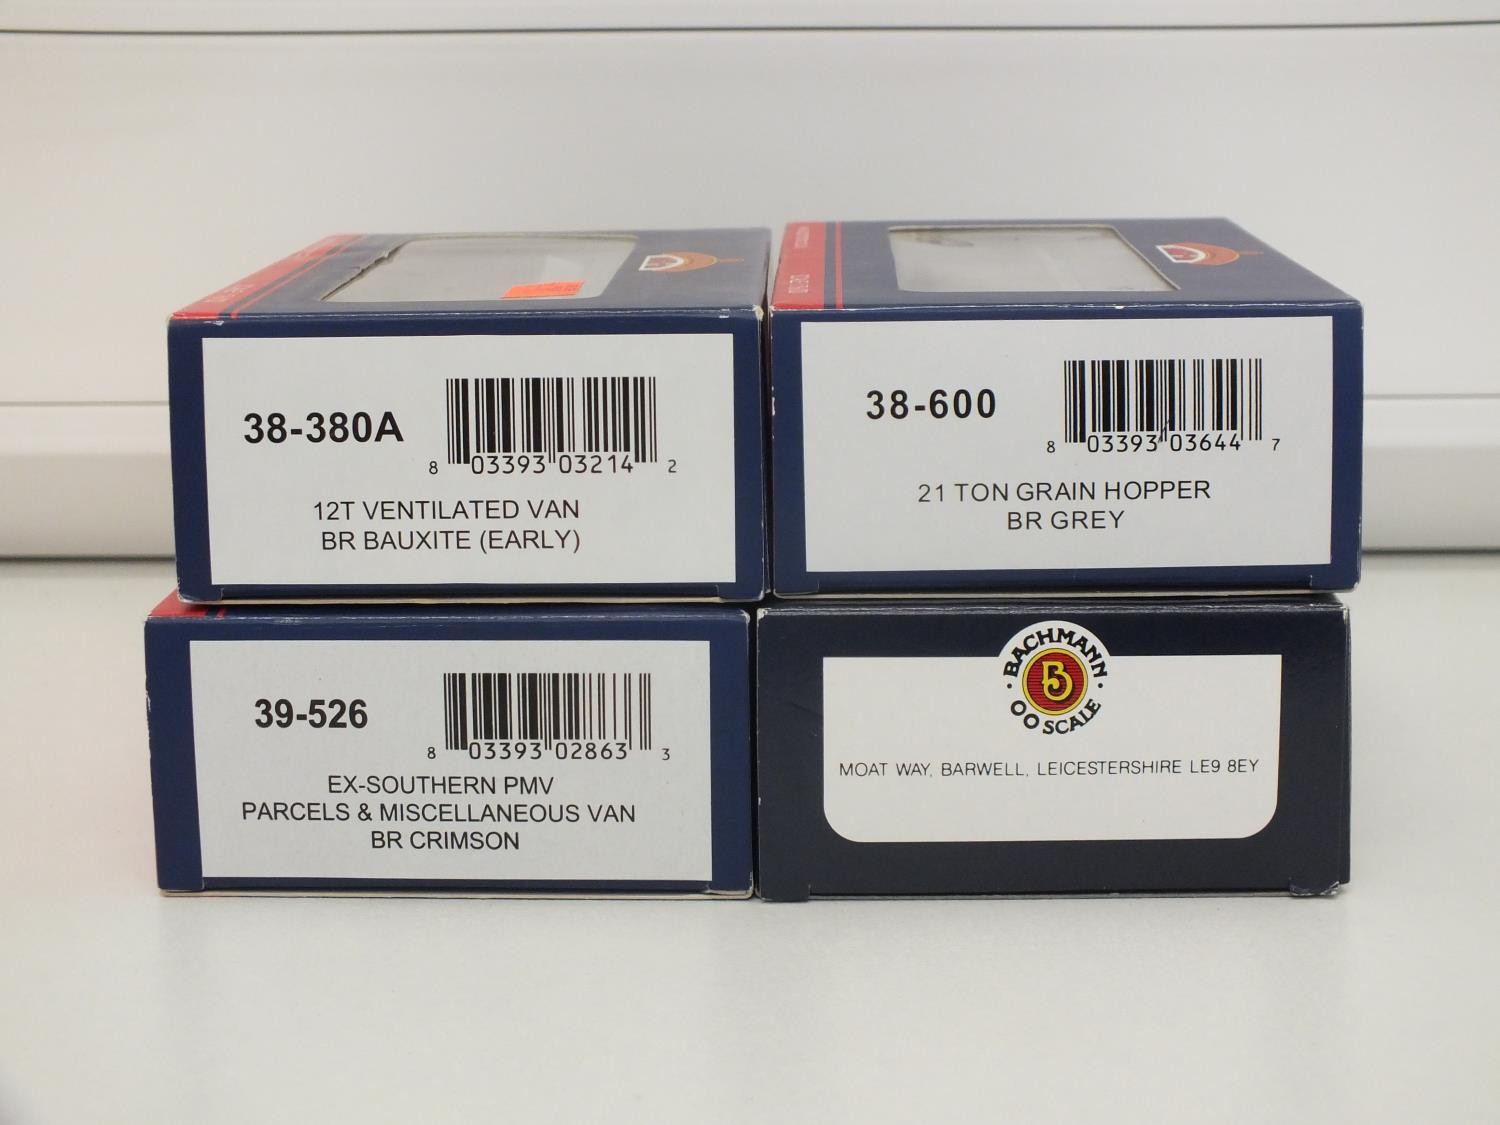 38-380A
8 03393 03214 2
12T VENTILATED VAN
BR BAUXITE (EARLY)
38-600
8 03393 03644 7
21 TON GRAIN HOPPER
BR GREY
39-526
8 03393 02863 3
EX-SOUTHERN PMV
PARCELS & MISCELLANEOUS VAN
BR CRIMSON
BACHMANN
B
OO SCALE
MOAT WAY, BARWELL, LEICESTERSHIRE LE9 8EY